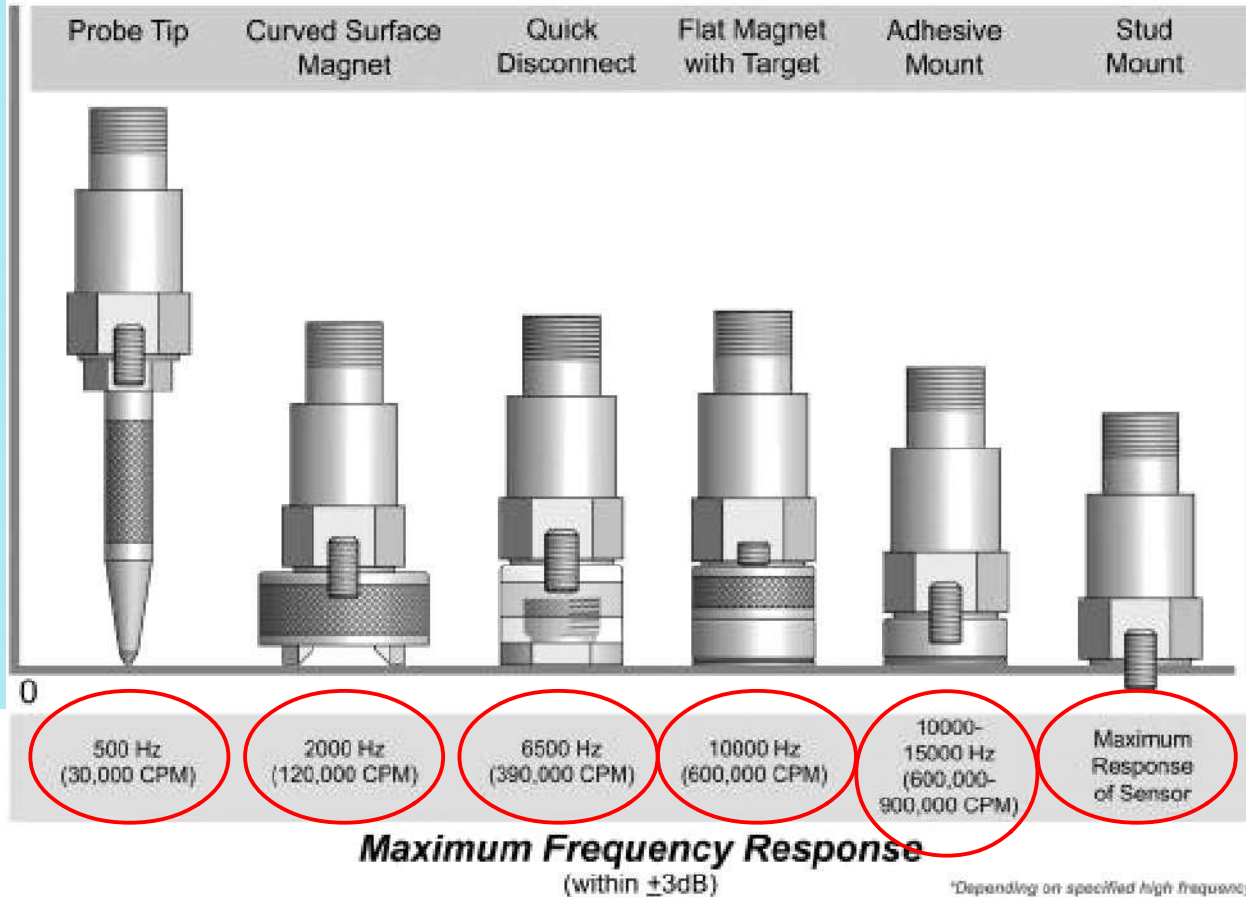 Probe Tip
Curved Surface
Magnet
Quick
Disconnect
Flat Magnet
with Target
Adhesive
Mount
Stud
Mount
0
500 Hz
(30,000 CPM)
2000 Hz
(120,000 CPM)
6500 Hz
(390,000 CPM)
10000 Hz
(600,000 CPM)
10000-
15000 Hz
(600,000-
900,000 CPM)
Maximum
Response
of Sensor
Maximum Frequency Response
(within ±3dB)
*Depending on specified high frequency